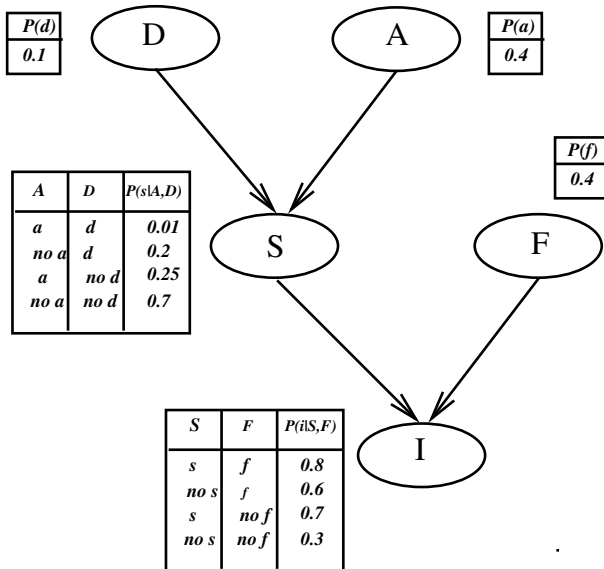 P(d)
0.1
D
A
P(a)
0.4
P(f)
0.4
A D P(s|A,D)
a d 0.01
no a d 0.2
a no d 0.25
no a no d 0.7
S
F
S F P(i|S,F)
s f 0.8
no s f 0.6
s no f 0.7
no s no f 0.3
I
.